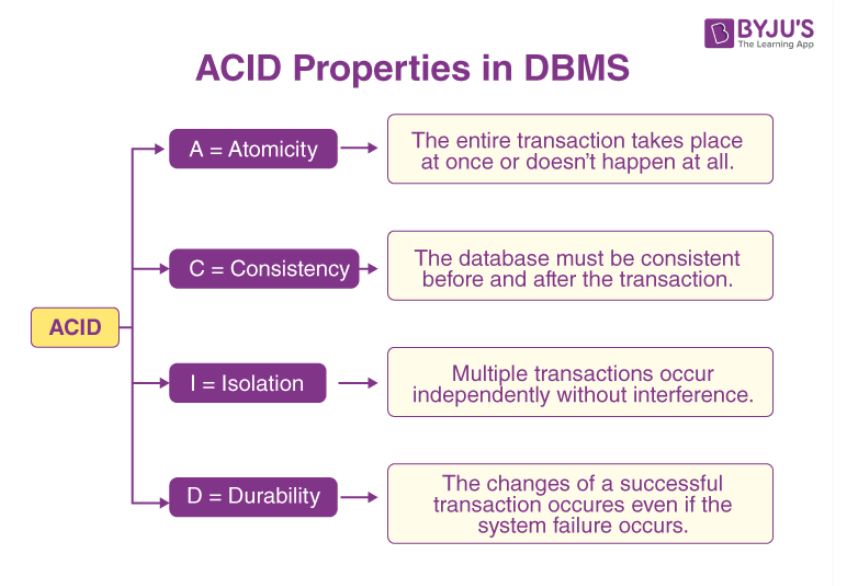 BYJU'S
The Learning App
ACID Properties in DBMS
A = Atomicity
The entire transaction takes place
at once or doesn't happen at all.
C = Consistency
The database must be consistent
before and after the transaction.
ACID
I = Isolation
Multiple transactions occur
independently without interference.
D = Durability
The changes of a successful
transaction occures even if the
system failure occurs.